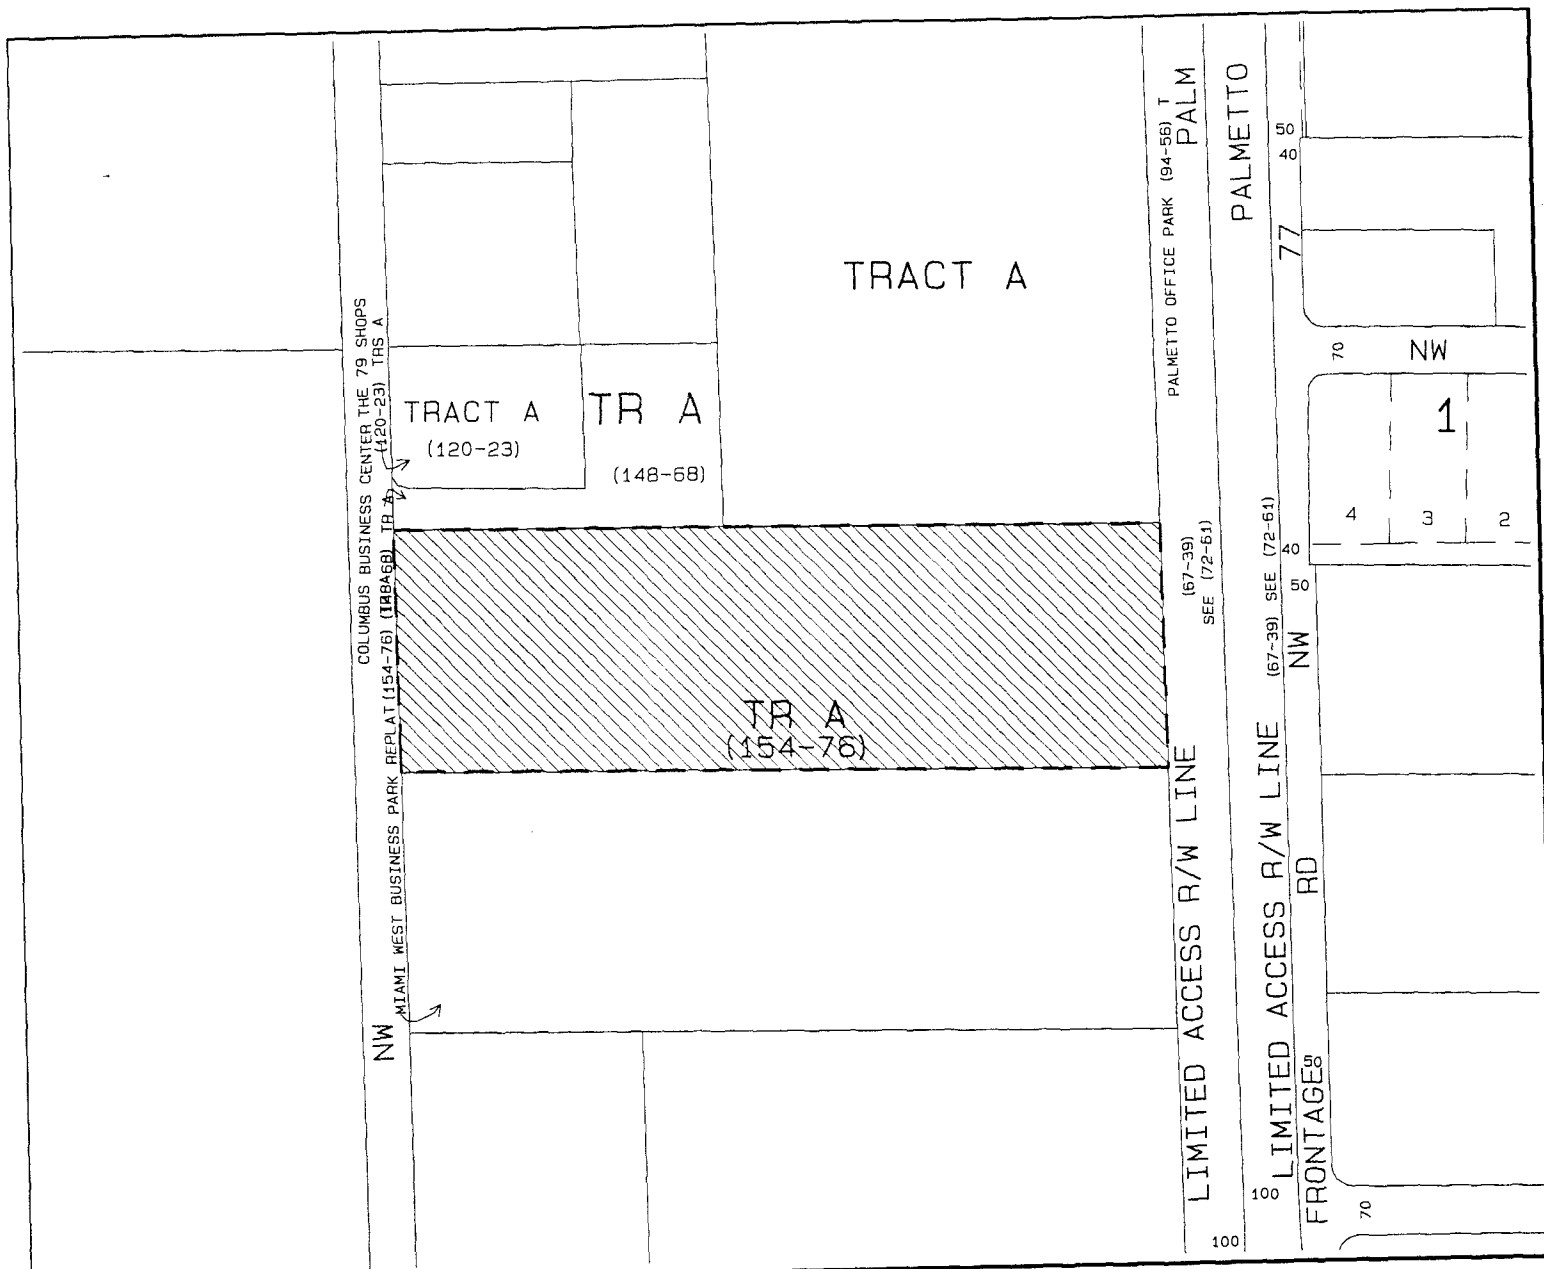 COLUMBUS BUSINESS CENTER THE 79 SHOPS
(120-23) TRS A
MIAMI WEST BUSINESS PARK REPLAT (154-76)
TR A
NW
TRACT A
(120-23)
TR A
(148-68)
TRACT A
TR A
(154-76)
PALMETTO OFFICE PARK (94-56) T
PALM
PALMETTO
(67-39)
SEE (72-61)
LIMITED ACCESS R/W LINE
100
(67-39) SEE (72-61)
LIMITED ACCESS R/W LINE
100
50
40
77
70
NW
1
4
3
2
40
50
NW
RD
50
FRONTAGE
70